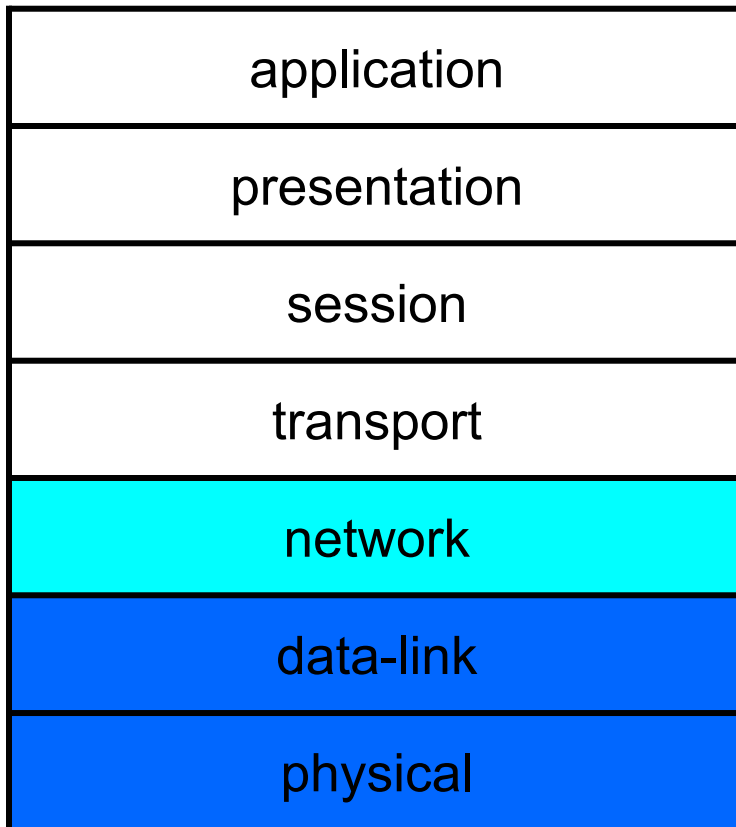 application
presentation
session
transport
network
data-link
physical